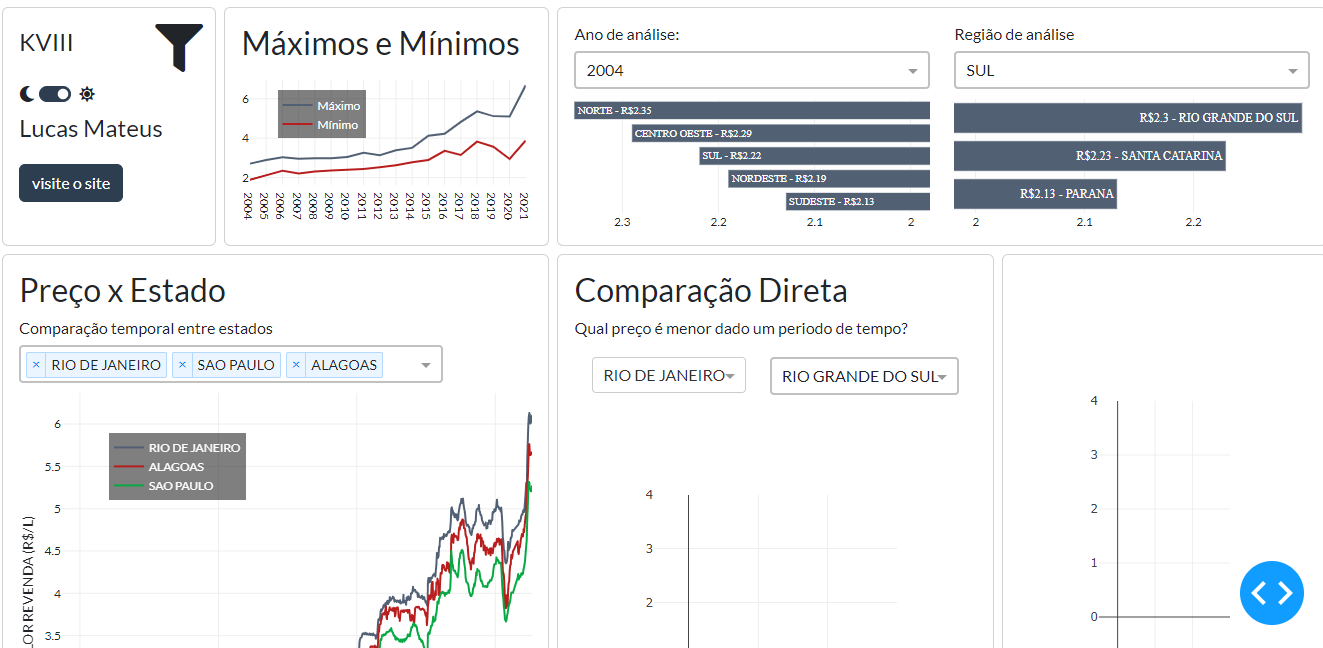 KVIII
Lucas Mateus
visite o site
Máximos e Mínimos
6
4
2
Máximo
Mínimo
2004
2005
2006
2007
2008
2009
2010
2011
2012
2013
2014
2015
2016
2017
2018
2019
2020
2021
Ano de análise:
2004
NORTE - R$2.35
CENTRO OESTE - R$2.29
SUL - R$2.22
NORDESTE - R$2.19
SUDESTE - R$2.13
2.3 2.2 2.1 2
Região de análise
SUL
R$2.3 - RIO GRANDE DO SUL
R$2.23 - SANTA CATARINA
R$2.13 - PARANA
2 2.1 2.2
Preço x Estado
Comparação temporal entre estados
× RIO DE JANEIRO × SAO PAULO × ALAGOAS
RIO DE JANEIRO
ALAGOAS
SAO PAULO
6
5.5
5
4.5
4
3.5
LOR REVENDA (R$/L)
Comparação Direta
Qual preço é menor dado um periodo de tempo?
RIO DE JANEIRO
RIO GRANDE DO SUL
4
3
2
4
3
2
1
0